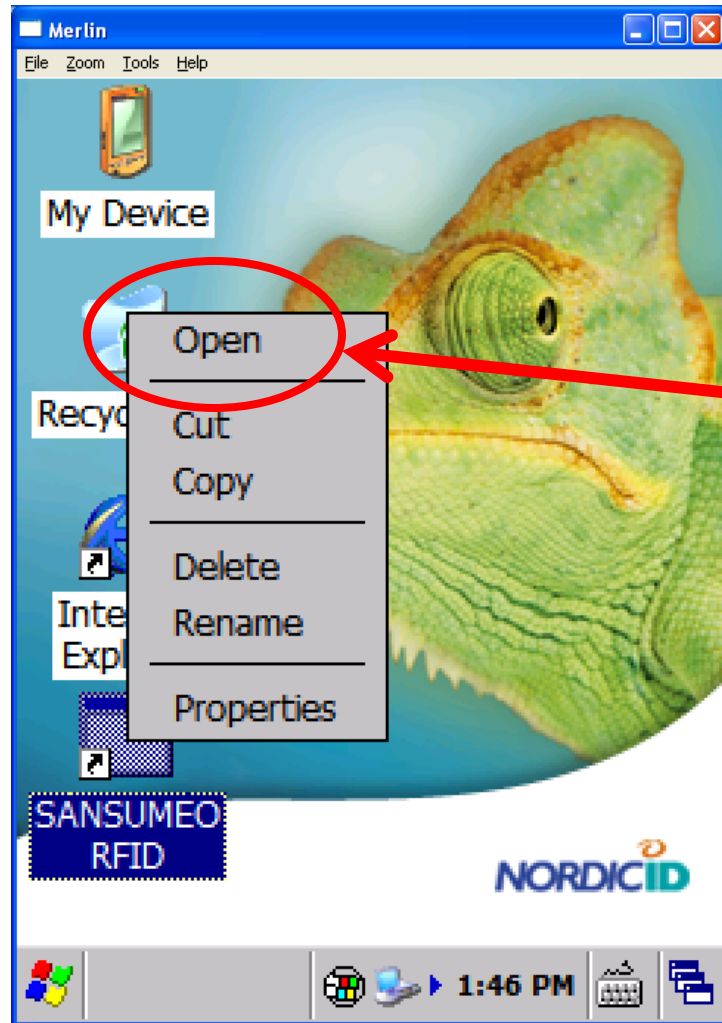 Merlin
File Zoom Tools Help
My Device
Open
Recyc
Cut
Copy
Delete
Inte
Rename
Expl
Properties
SANSUMEO
RFID
NORDICID
1:46 PM